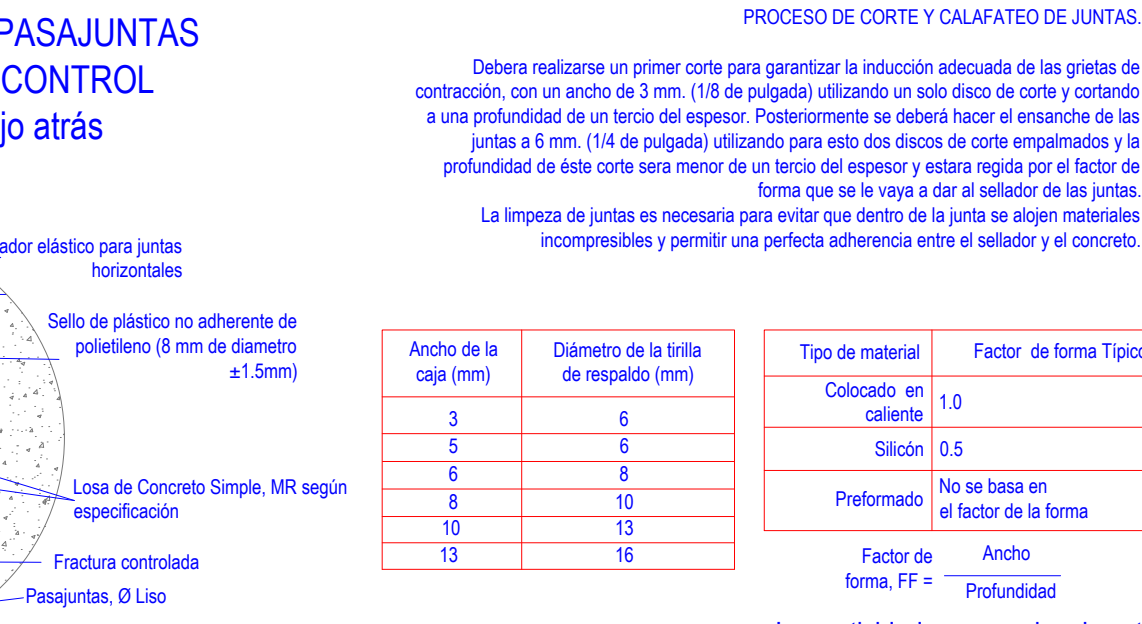 PASAJUNTAS
CONTROL
jo atrás
PROCESO DE CORTE Y CALAFATEO DE JUNTAS.
Debera realizarse un primer corte para garantizar la inducción adecuada de las grietas de
contracción, con un ancho de 3 mm. (1/8 de pulgada) utilizando un solo disco de corte y cortando
a una profundidad de un tercio del espesor. Posteriormente se deberá hacer el ensanche de las
juntas a 6 mm. (1/4 de pulgada) utilizando para esto dos discos de corte empalmados y la
profundidad de éste corte sera menor de un tercio del espesor y estara regida por el factor de
forma que se le vaya a dar al sellador de las juntas.
La limpeza de juntas es necesaria para evitar que dentro de la junta se alojen materiales
incompresibles y permitir una perfecta adherencia entre el sellador y el concreto.
ador elástico para juntas
horizontales
Sello de plástico no adherente de
polietileno (8 mm de diametro
±1.5mm)
Losa de Concreto Simple, MR según
especificación
Fractura controlada
Pasajuntas, Ø Liso
Ancho de la caja (mm) Diámetro de la tirilla de respaldo (mm)
3 6
5 6
6 8
8 10
10 13
13 16
Tipo de material Factor de forma Típico
Colocado en caliente 1.0
Silicón 0.5
Preformado No se basa en el factor de la forma
Factor de forma, FF = Ancho
Profundidad